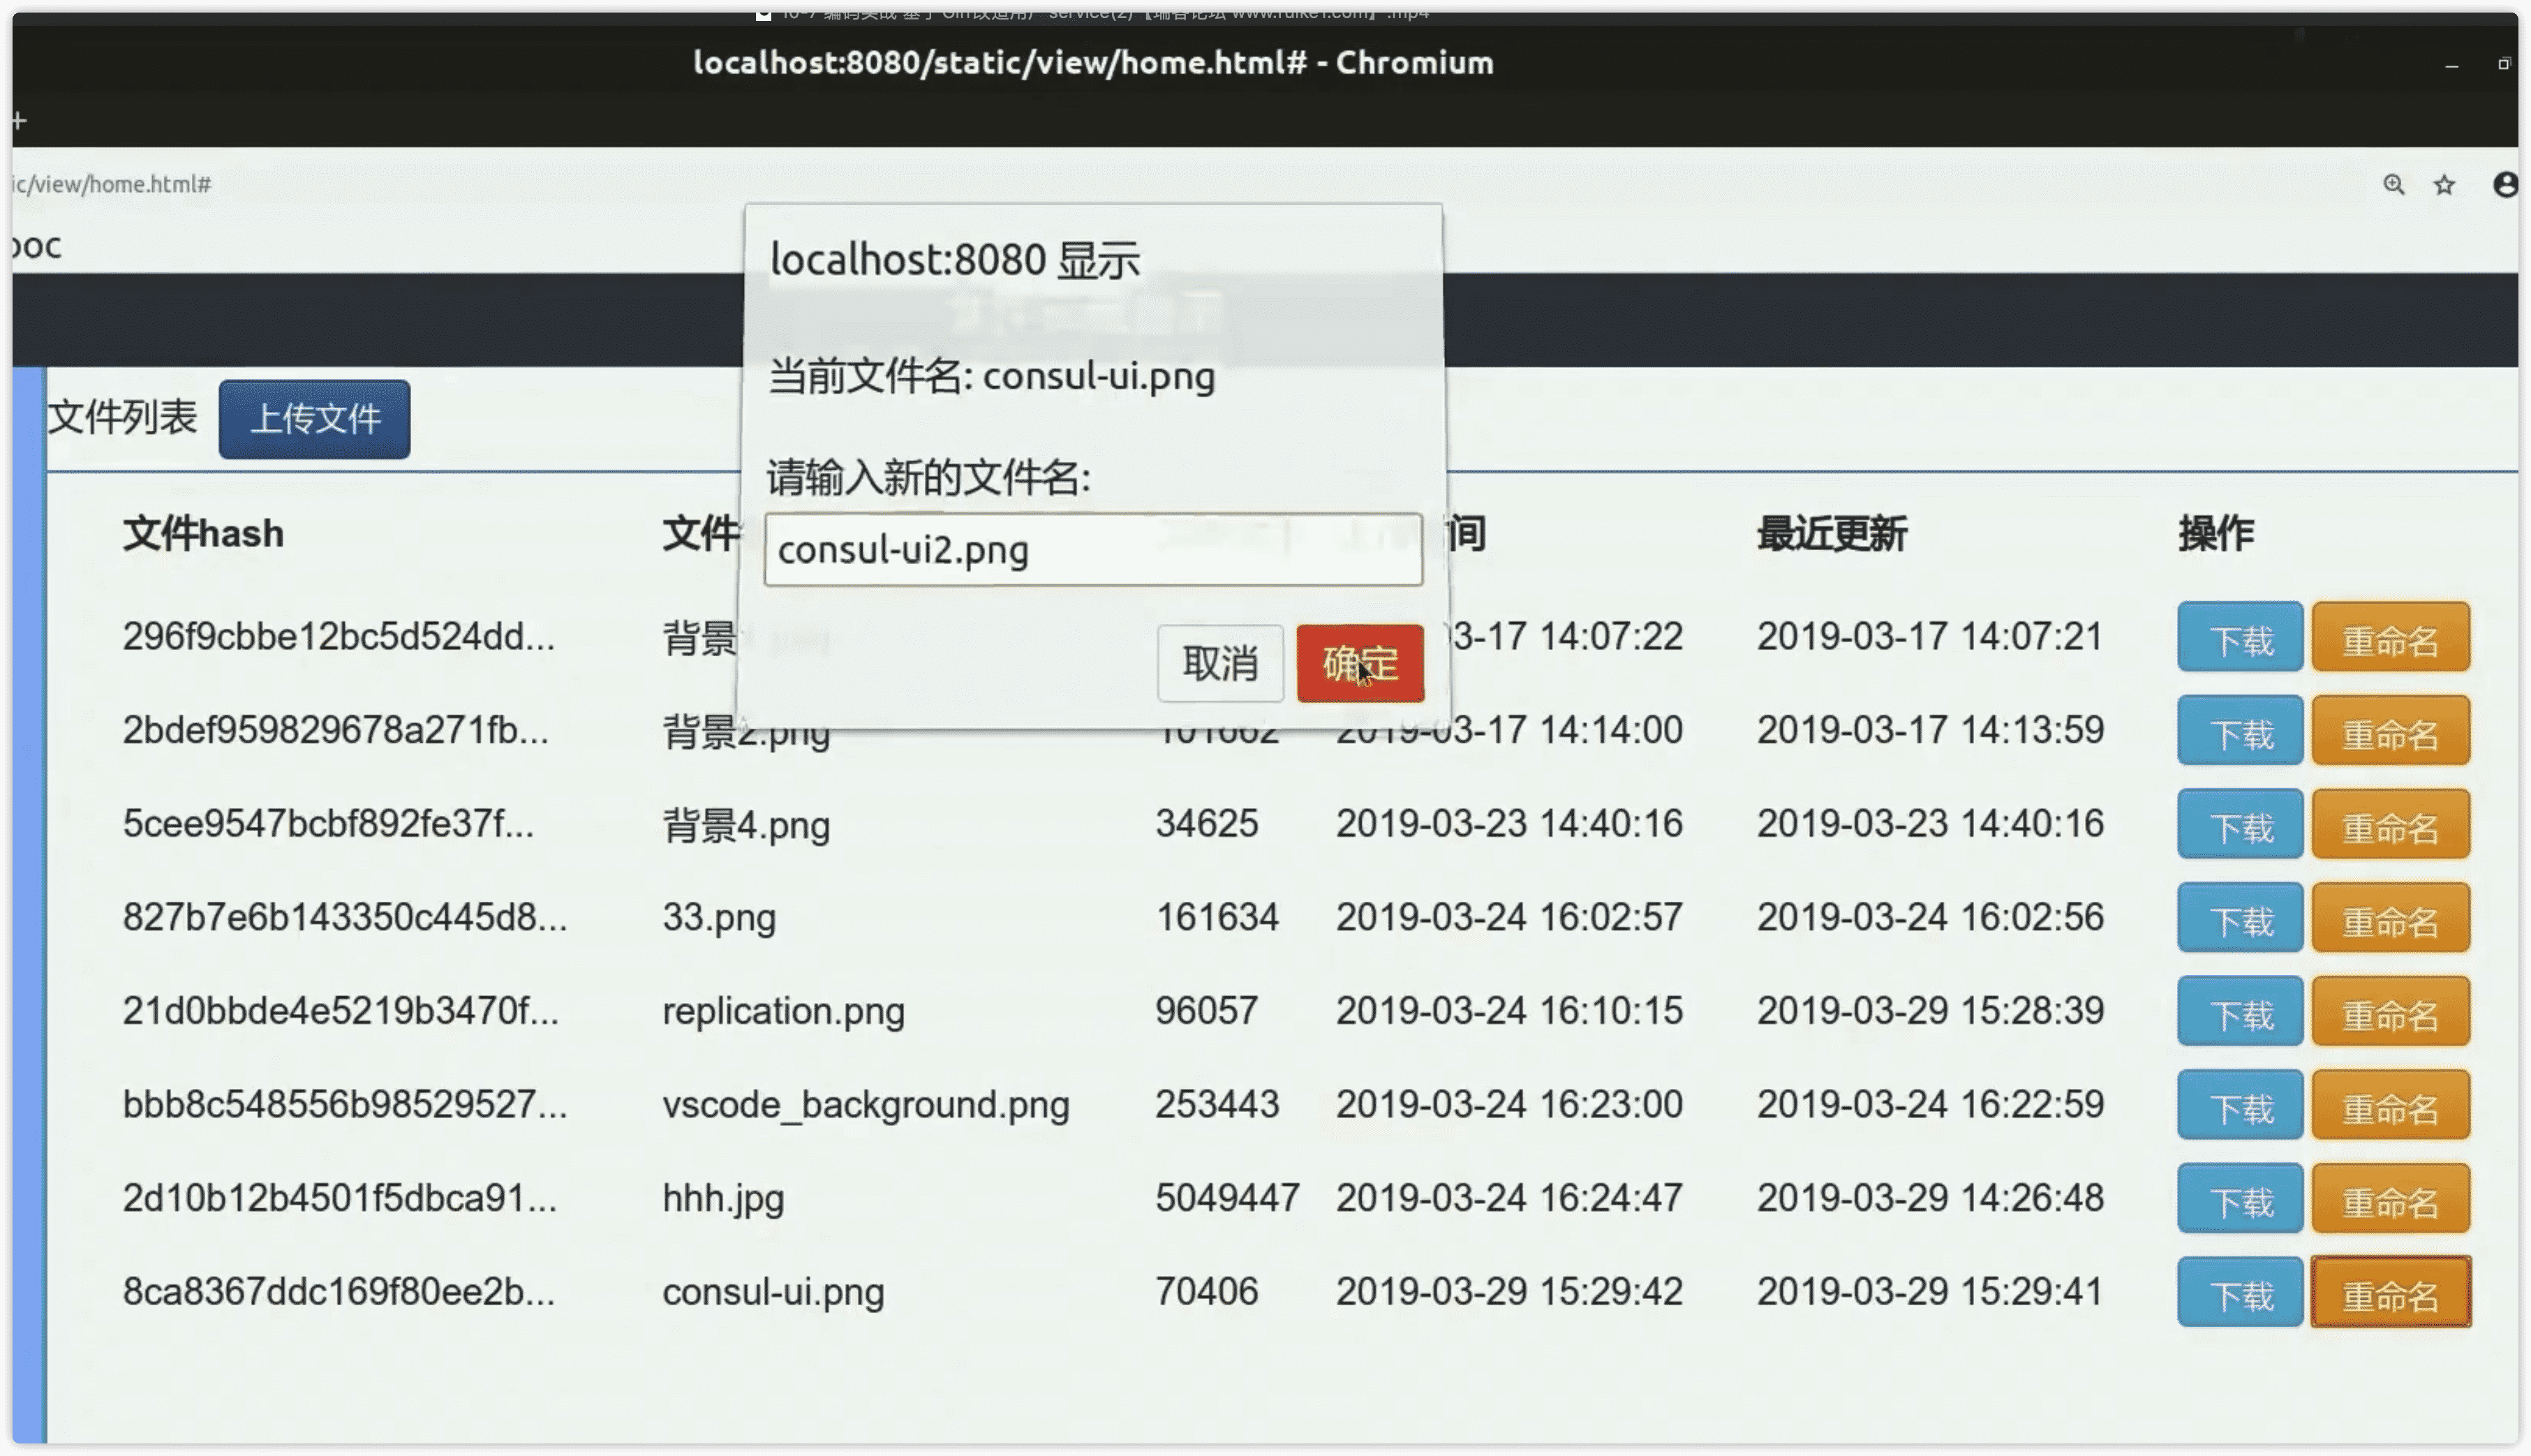 localhost:8080/static/view/home.html# - Chromium
+
ic/view/home.html#
localhost:8080 显示
当前文件名: consul-ui.png
文件列表 上传文件
请输入新的文件名:
consul-ui2.png
取消 确定
文件hash 文件 间 最近更新 操作
296f9cbbe12bc5d524dd... 背景 3-17 14:07:22 2019-03-17 14:07:21 下载 重命名
2bdef959829678a271fb... 背景2.png 101662 2019-03-17 14:14:00 2019-03-17 14:13:59 下载 重命名
5cee9547bcbf892fe37f... 背景4.png 34625 2019-03-23 14:40:16 2019-03-23 14:40:16 下载 重命名
827b7e6b143350c445d8... 33.png 161634 2019-03-24 16:02:57 2019-03-24 16:02:56 下载 重命名
21d0bbde4e5219b3470f... replication.png 96057 2019-03-24 16:10:15 2019-03-29 15:28:39 下载 重命名
bbb8c548556b98529527... vscode_background.png 253443 2019-03-24 16:23:00 2019-03-24 16:22:59 下载 重命名
2d10b12b4501f5dbca91... hhh.jpg 5049447 2019-03-24 16:24:47 2019-03-29 14:26:48 下载 重命名
8ca8367ddc169f80ee2b... consul-ui.png 70406 2019-03-29 15:29:42 2019-03-29 15:29:41 下载 重命名